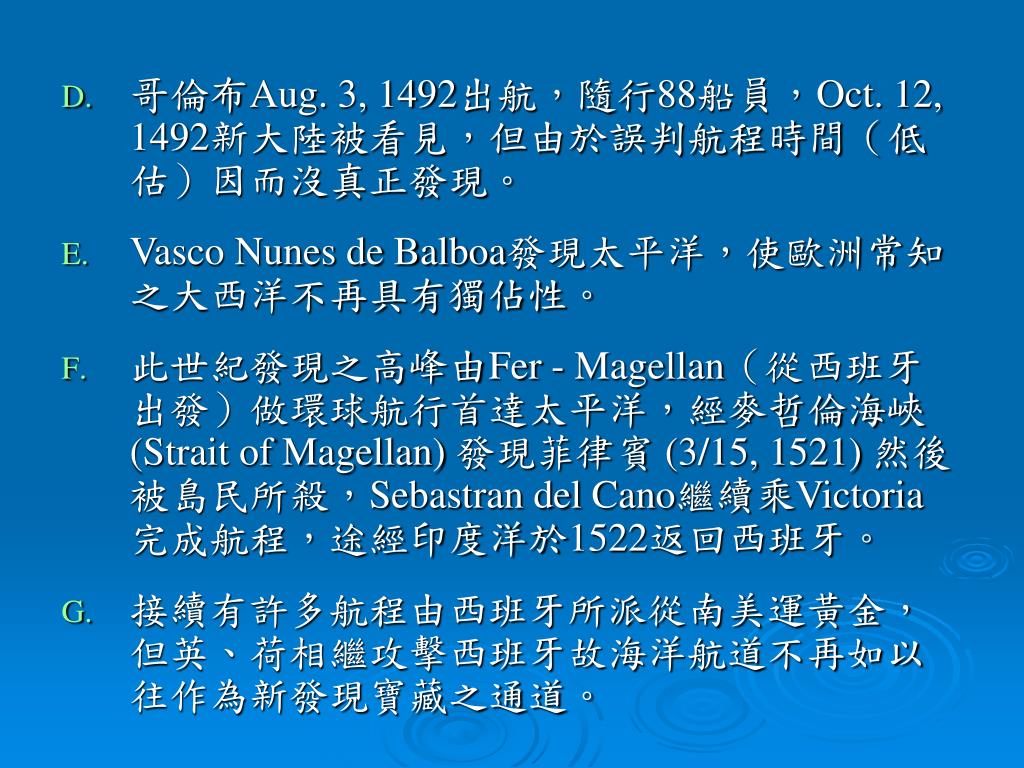 D. 哥倫布Aug. 3, 1492出航，隨行88船員，Oct. 12,
1492新大陸被看見，但由於誤判航程時間（低
估）因而沒真正發現。
E. Vasco Nunes de Balboa發現太平洋，使歐洲常知
之大西洋不再具有獨佔性。
F. 此世紀發現之高峰由Fer - Magellan（從西班牙
出發）做環球航行首達太平洋，經麥哲倫海峽
(Strait of Magellan) 發現菲律賓 (3/15, 1521) 然後
被島民所殺，Sebastran del Cano繼續乘Victoria
完成航程，途經印度洋於1522返回西班牙。
G. 接續有許多航程由西班牙所派從南美運黃金，
但英、荷相繼攻擊西班牙故海洋航道不再如以
往作為新發現寶藏之通道。